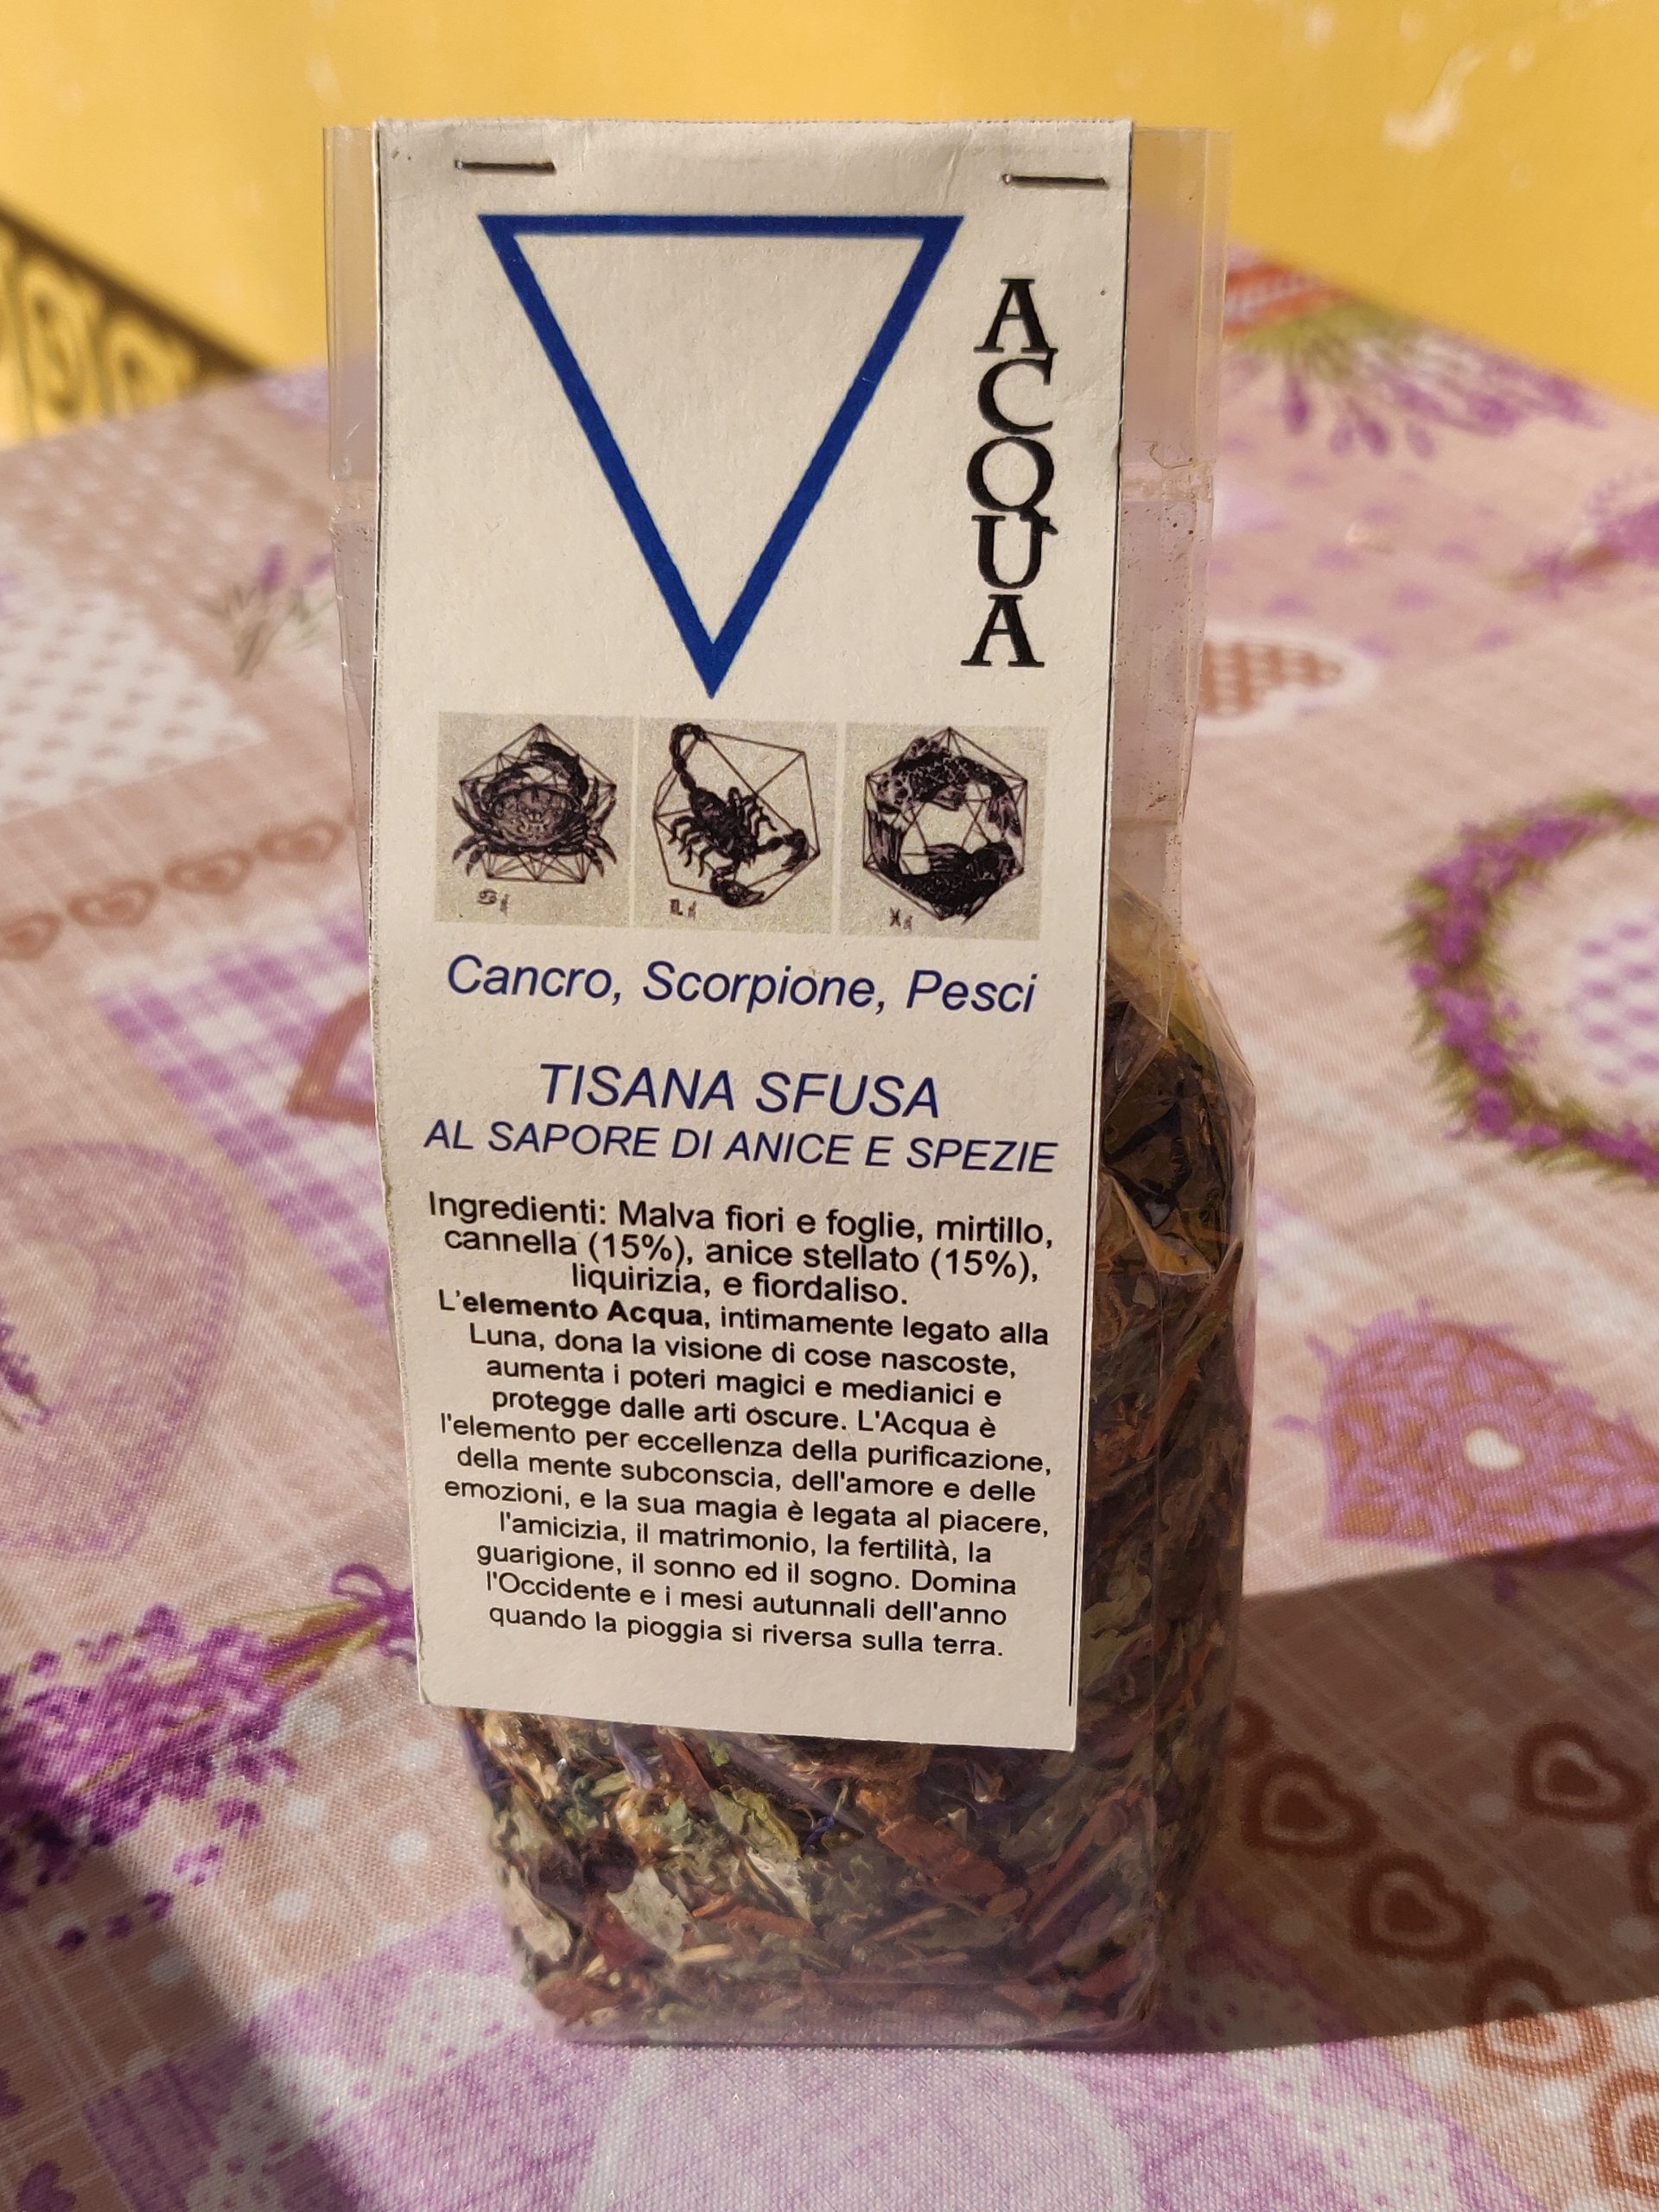 ACQUA
Cancro, Scorpione, Pesci
TISANA SFUSA
AL SAPORE DI ANICE E SPEZIE
Ingredienti: Malva fiori e foglie, mirtillo,
cannella (15%), anice stellato (15%),
liquirizia, e fiordaliso.
L'elemento Acqua, intimamente legato alla
Luna, dona la visione di cose nascoste,
aumenta i poteri magici e medianici e
protegge dalle arti oscure. L'Acqua è
l'elemento per eccellenza della purificazione,
della mente subconscia, dell'amore e delle
emozioni, e la sua magia è legata al piacere,
l'amicizia, il matrimonio, la fertilità, la
guarigione, il sonno ed il sogno. Domina
l'Occidente e i mesi autunnali dell'anno
quando la pioggia si riversa sulla terra.